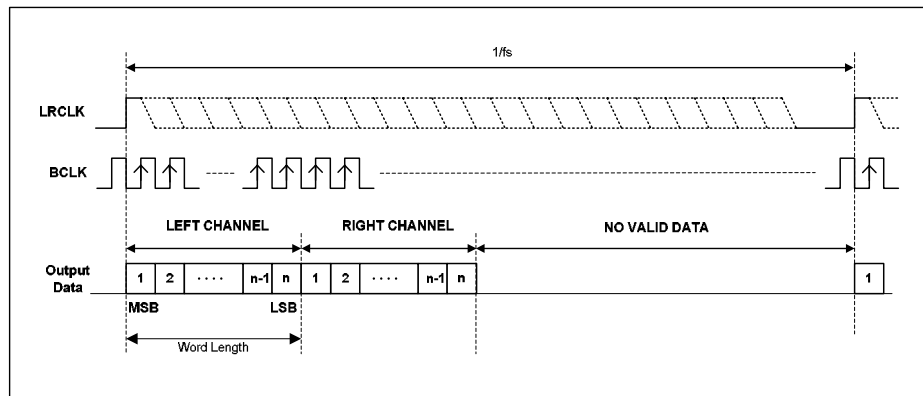 1/fs
LRCLK
BCLK
LEFT CHANNEL RIGHT CHANNEL NO VALID DATA
Output Data 1 2 .... n-1 n 1 2 .... n-1 n 1
MSB LSB
Word Length